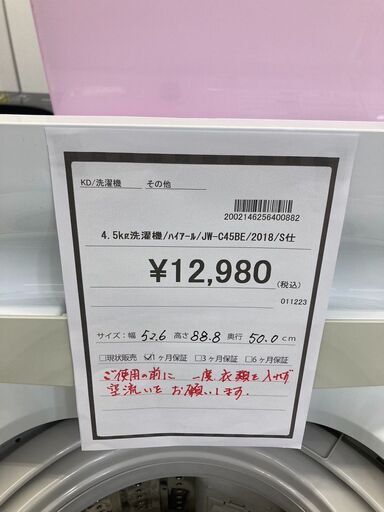 KD/洗濯機 その他
2002146256400882
4.5kg洗濯機/ﾊｲｱｰﾙ/JW-C45BE/2018/S仕
¥12,980(税込)
011223
サイズ:幅 52.6 高さ 88.8 奥行 50.0 cm
□現状販売 ☑1ヶ月保証 □3ヶ月保証 □6ヶ月保証
ご使用の前に 一度衣類を入れず
空流いを お願いします。